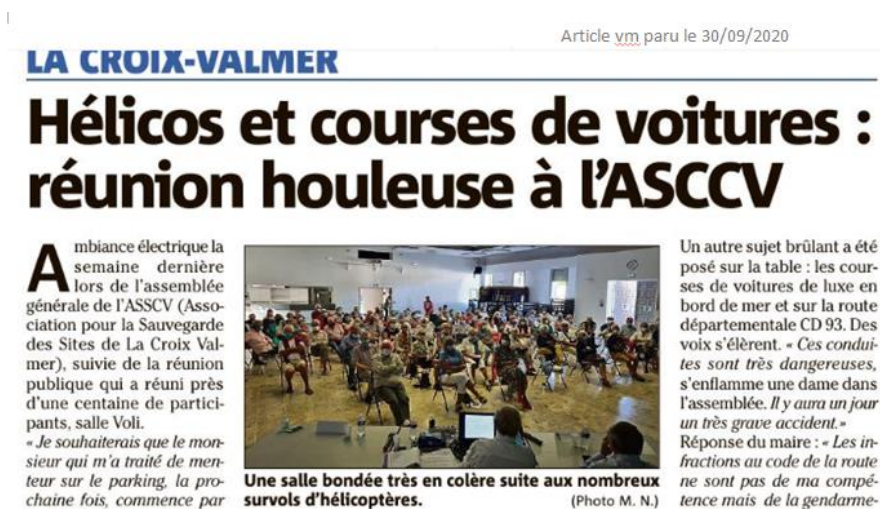 Article vm paru le 30/09/2020
LA CROIX-VALMER
Hélicos et courses de voitures :
réunion houleuse à l'ASCCV
Ambiance électrique la
semaine dernière
lors de l'assemblée
générale de l'ASSCV (Asso-
ciation pour la Sauvegarde
des Sites de La Croix Val-
mer), suivie de la réunion
publique qui a réuni près
d'une centaine de partici-
pants, salle Voli.
« Je souhaiterais que le mon-
sieur qui m'a traité de men-
teur sur le parking, la pro-
chaine fois, commence par
Une salle bondée très en colère suite aux nombreux
survols d'hélicoptères. (Photo M. N.)
Un autre sujet brûlant a été
posé sur la table : les cour-
ses de voitures de luxe en
bord de mer et sur la route
départementale CD 93. Des
voix s'élèrent. « Ces condui-
tes sont très dangereuses,
s'enflamme une dame dans
l'assemblée. Il y aura un jour
un très grave accident.»
Réponse du maire : « Les in-
fractions au code de la route
ne sont pas de ma compé-
tence mais de la gendarme-